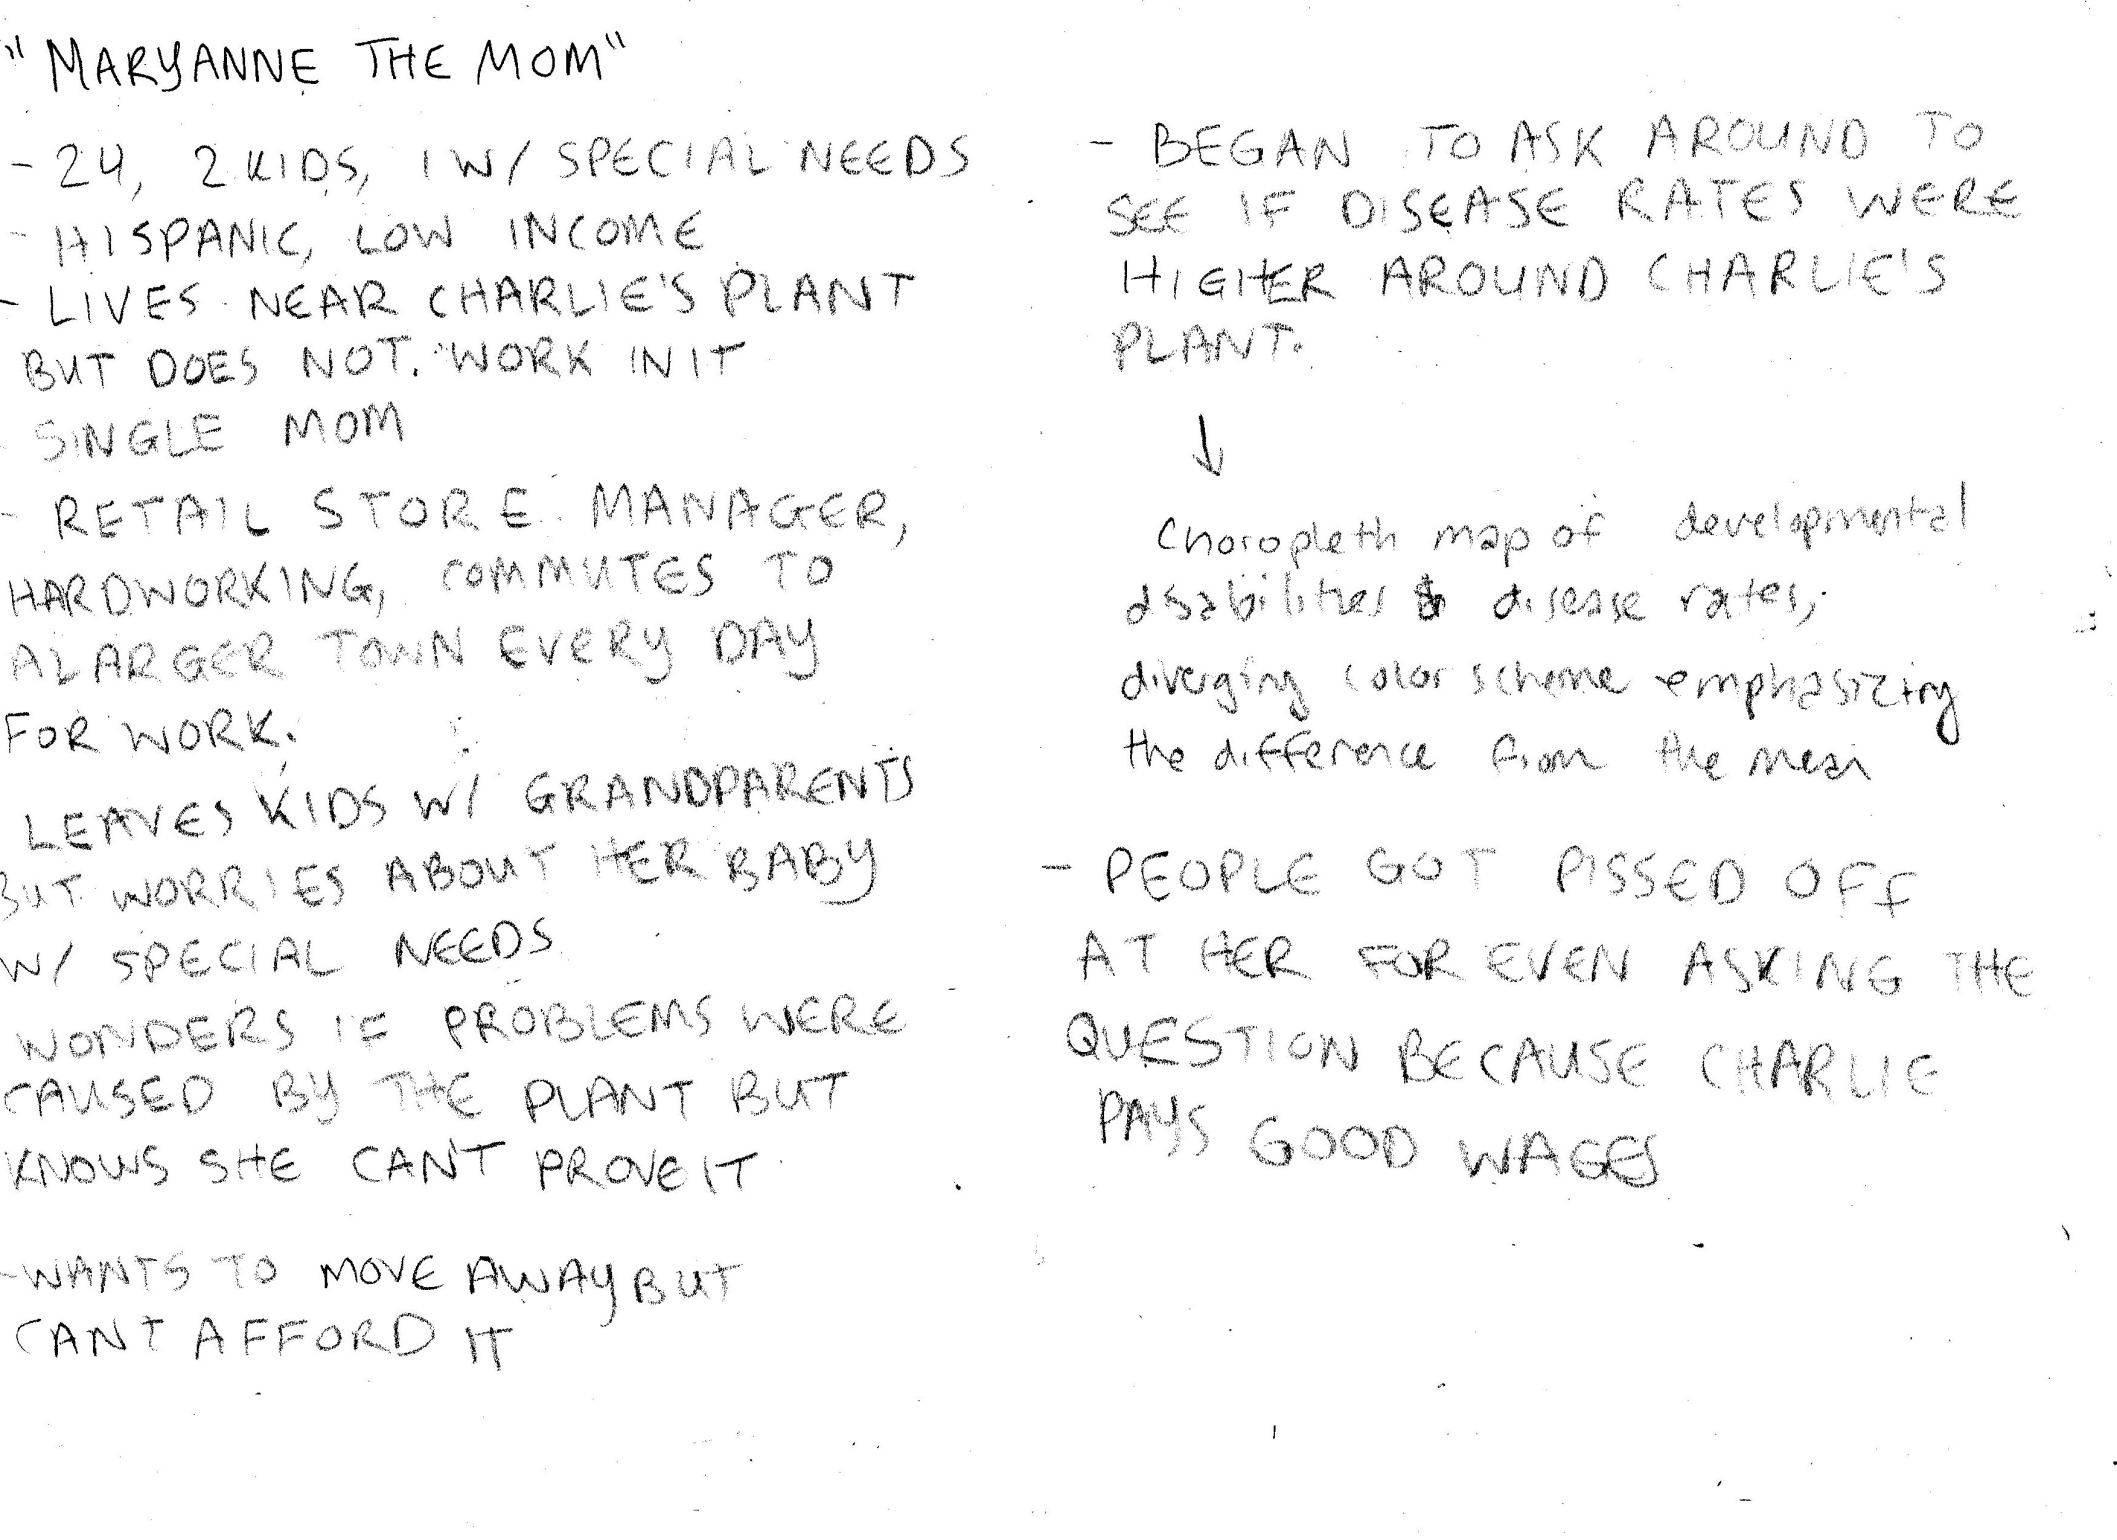 "MARYANNE THE MOM"
- 24, 2 KIDS, 1 W/ SPECIAL NEEDS
- HISPANIC, LOW INCOME
- LIVES NEAR CHARLIE'S PLANT
BUT DOES NOT. WORK IN IT
SINGLE MOM
- RETAIL STORE MANAGER,
HARDWORKING, COMMUTES TO
A LARGER TOWN EVERY DAY
FOR WORK.
LEAVES KIDS W/ GRANDPARENTS
BUT WORRIES ABOUT HER BABY
W/ SPECIAL NEEDS
WONDERS IF PROBLEMS WERE
CAUSED BY THE PLANT BUT
KNOWS SHE CAN'T PROVE IT
- WANTS TO MOVE AWAY BUT
CANT AFFORD IT
- BEGAN TO ASK AROUND TO
SEE IF DISEASE RATES WERE
HIGHER AROUND CHARLIE'S
PLANT.
↓
Choropleth map of developmental
disabilities & disease rates,
diverging color scheme emphasizing
the difference from the mean
- PEOPLE GOT PISSED OFF
AT HER FOR EVEN ASKING THE
QUESTION BECAUSE CHARLIE
PAYS GOOD WAGES